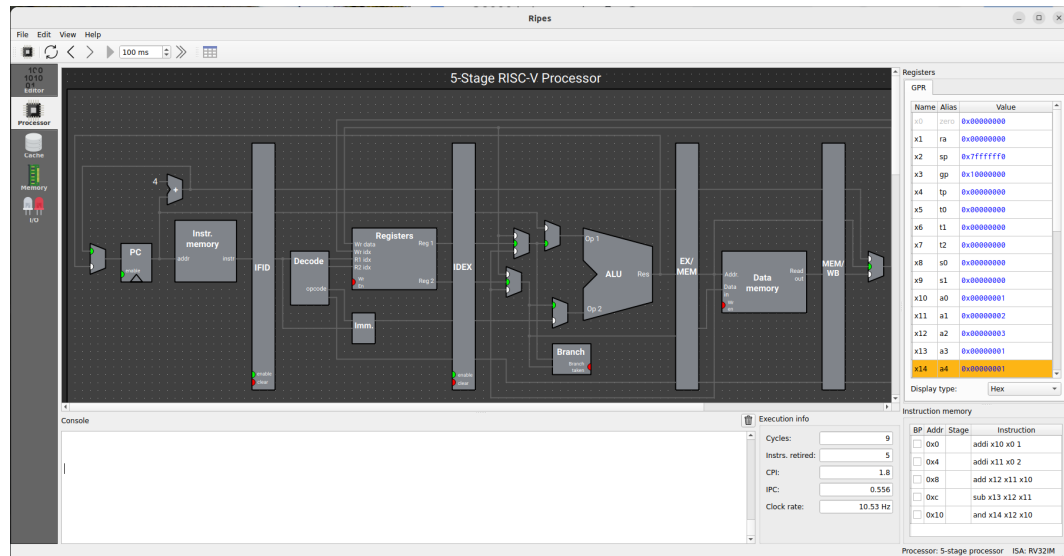 Ripes
File Edit View Help
100 ms
Editor
Processor
Cache
Memory
I/O
5-Stage RISC-V Processor
4
+
PC
enable
Instr.
memory
addr
instr
IFID
enable
clear
Decode
opcode
Registers
Wr data
Wr idx
R1 idx
R2 idx
Wr
En
Reg 1
Reg 2
Imm.
IDEX
enable
clear
Op 1
ALU
Res
Op 2
Branch
Branch
taken
EX/
MEM
Addr.
Data
in
Wr
en
Data
memory
Read
out
MEM/
WB
Registers
GPR
Name Alias Value
x0 zero 0x00000000
x1 ra 0x00000000
x2 sp 0x7ffffff0
x3 gp 0x10000000
x4 tp 0x00000000
x5 t0 0x00000000
x6 t1 0x00000000
x7 t2 0x00000000
x8 s0 0x00000000
x9 s1 0x00000000
x10 a0 0x00000001
x11 a1 0x00000002
x12 a2 0x00000003
x13 a3 0x00000001
x14 a4 0x00000001
Display type: Hex
Console
Execution info
Cycles: 9
Instrs. retired: 5
CPI: 1.8
IPC: 0.556
Clock rate: 10.53 Hz
Instruction memory
BP Addr Stage Instruction
0x0 addi x10 x0 1
0x4 addi x11 x0 2
0x8 add x12 x11 x10
0xc sub x13 x12 x11
0x10 and x14 x12 x10
Processor: 5-stage processor ISA: RV32IM